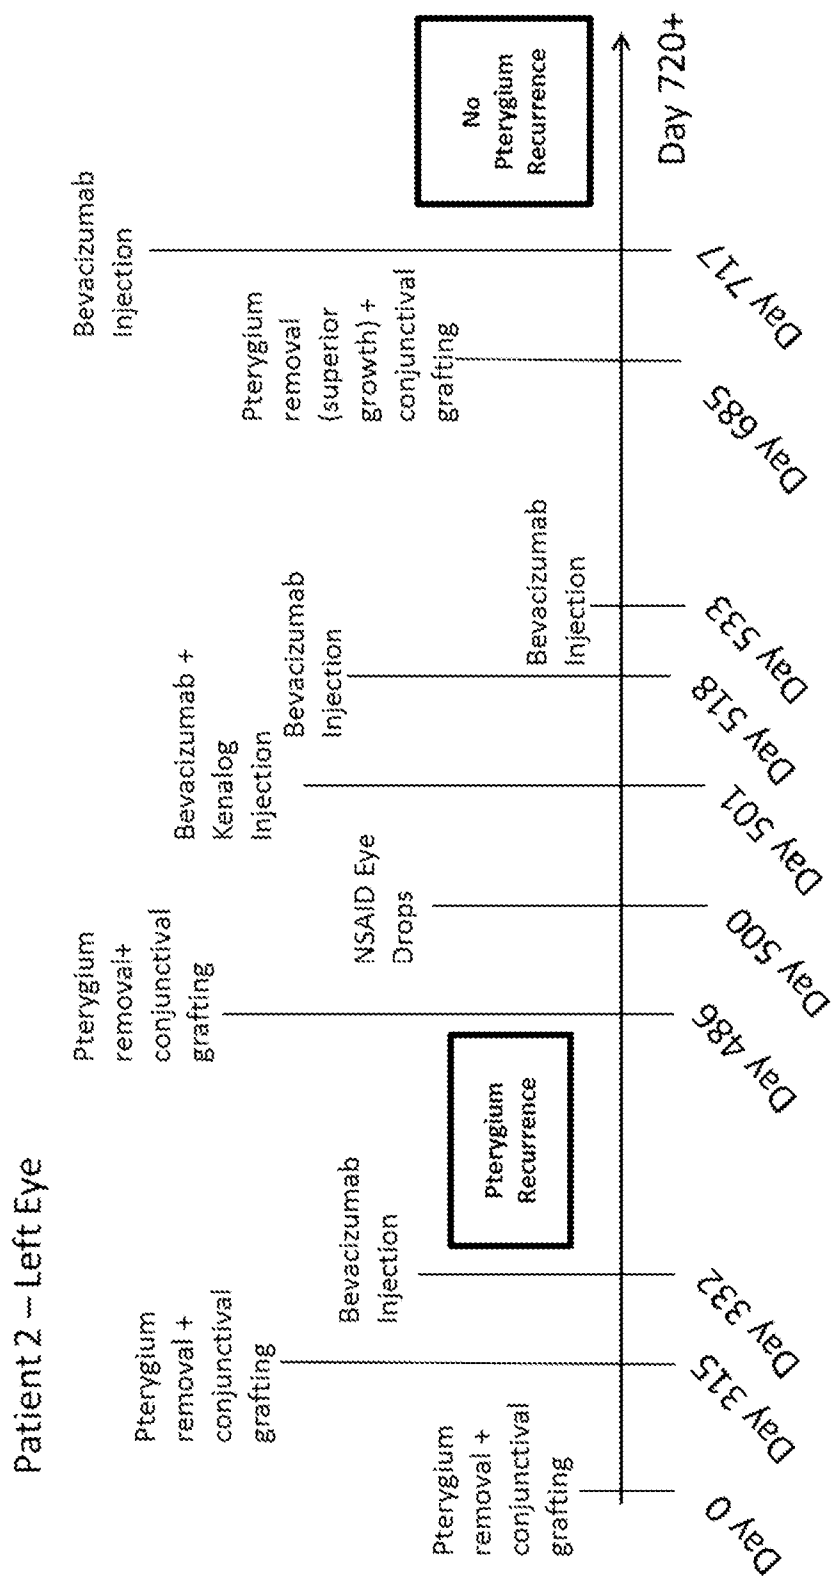 Patient 2 – Left Eye
Pterygium
removal +
conjunctival
grafting
Pterygium
removal +
conjunctival
grafting
Bevacizumab
Injection
Pterygium
Recurrence
Pterygium
removal+
conjunctival
grafting
NSAID Eye
Drops
Bevacizumab +
Kenalog
Injection
Bevacizumab
Injection
Bevacizumab
Injection
Pterygium
removal
(superior
growth) +
conjunctival
grafting
Bevacizumab
Injection
No
Pterygium
Recurrence
Day 0
Day 315
Day 332
Day 486
Day 500
Day 501
Day 518
Day 533
Day 685
Day 717
Day 720+